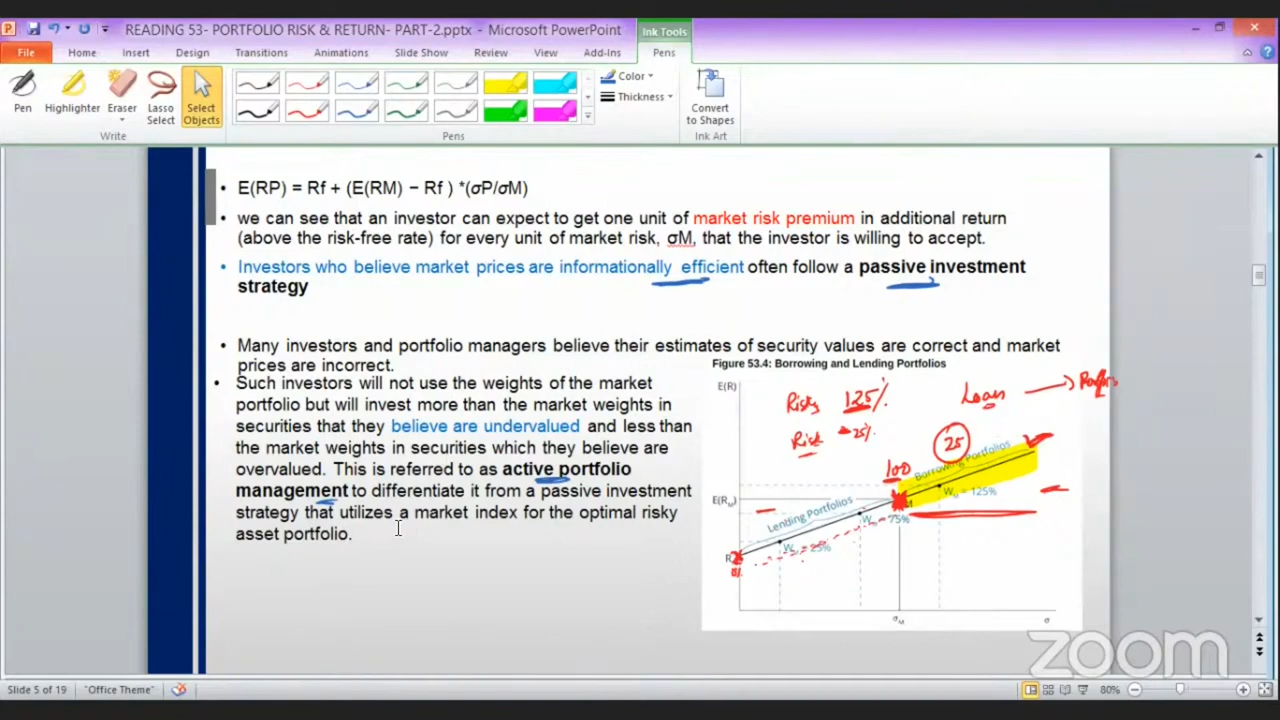 READING 53- PORTFOLIO RISK & RETURN- PART-2.pptx - Microsoft PowerPoint
Ink Tools
File Home Insert Design Transitions Animations Slide Show Review View Add-Ins Pens
Pen Highlighter Eraser Lasso Select Select Objects
Color
Thickness
Convert to Shapes
Write Pens Ink Art
• E(RP) = Rf + (E(RM) − Rf ) *(σP/σM)
• we can see that an investor can expect to get one unit of market risk premium in additional return
(above the risk-free rate) for every unit of market risk, σM, that the investor is willing to accept.
• Investors who believe market prices are informationally efficient often follow a passive investment
strategy
• Many investors and portfolio managers believe their estimates of security values are correct and market
prices are incorrect.
• Such investors will not use the weights of the market
portfolio but will invest more than the market weights in
securities that they believe are undervalued and less than
the market weights in securities which they believe are
overvalued. This is referred to as active portfolio
management to differentiate it from a passive investment
strategy that utilizes a market index for the optimal risky
asset portfolio.
Figure 53.4: Borrowing and Lending Portfolios
E(R)
Risky 125%
Loan
Risk -25%
25
Borrowing Portfolios
100
W = 125%
E(R_M)
M
Lending Portfolios
W = 75%
W = 25%
R
σ_M
σ
zoom
Slide 5 of 19 "Office Theme" 80%